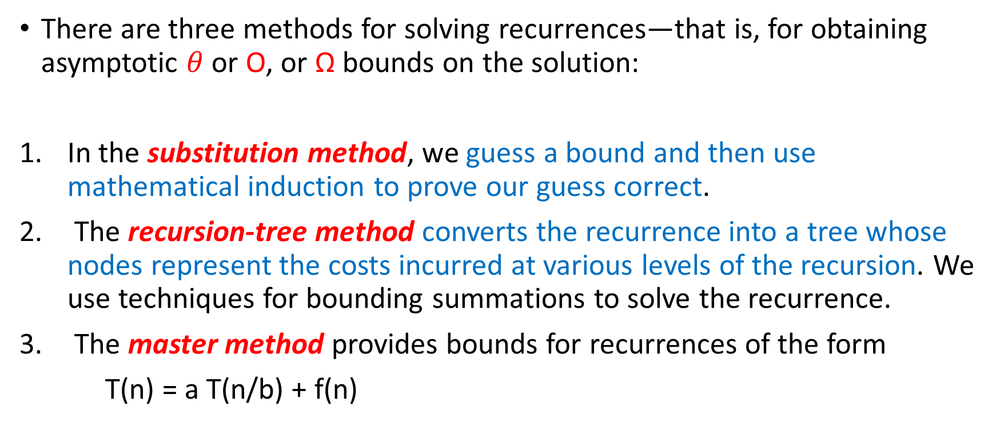 • There are three methods for solving recurrences—that is, for obtaining
asymptotic θ or O, or Ω bounds on the solution:
1. In the substitution method, we guess a bound and then use
mathematical induction to prove our guess correct.
2. The recursion-tree method converts the recurrence into a tree whose
nodes represent the costs incurred at various levels of the recursion. We
use techniques for bounding summations to solve the recurrence.
3. The master method provides bounds for recurrences of the form
T(n) = a T(n/b) + f(n)